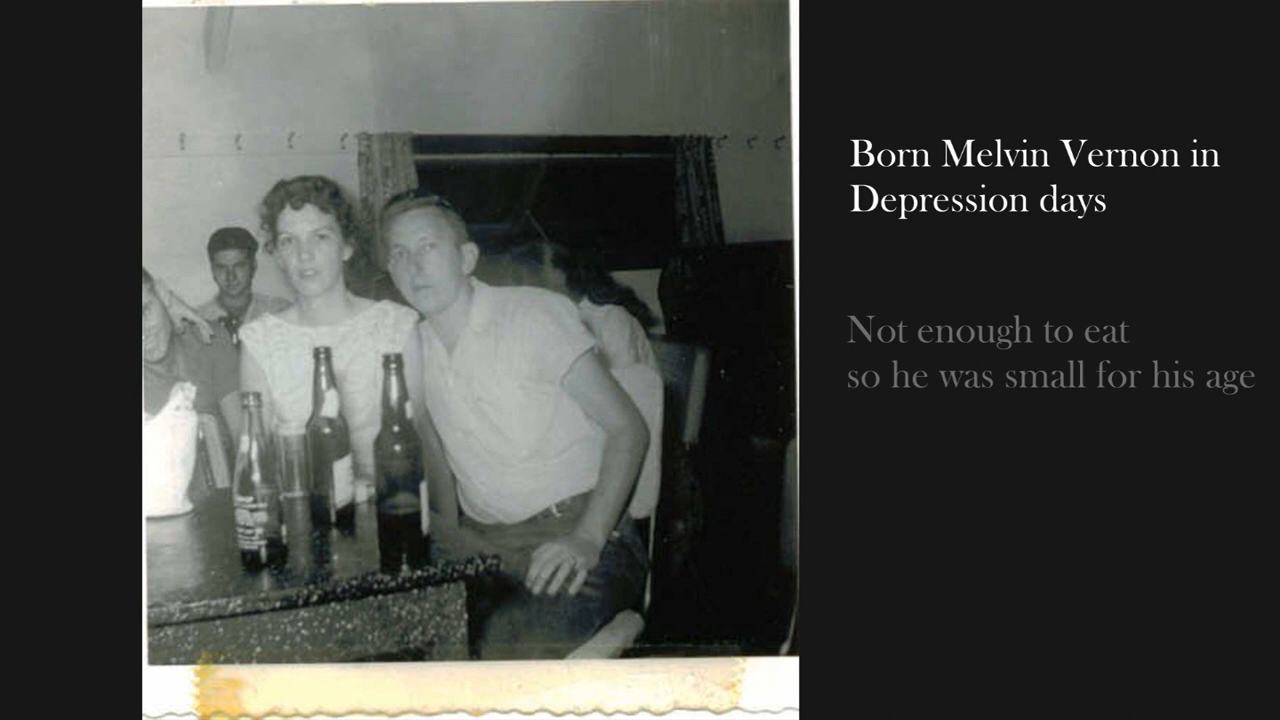 Born Melvin Vernon in
Depression days
Not enough to eat
so he was small for his age